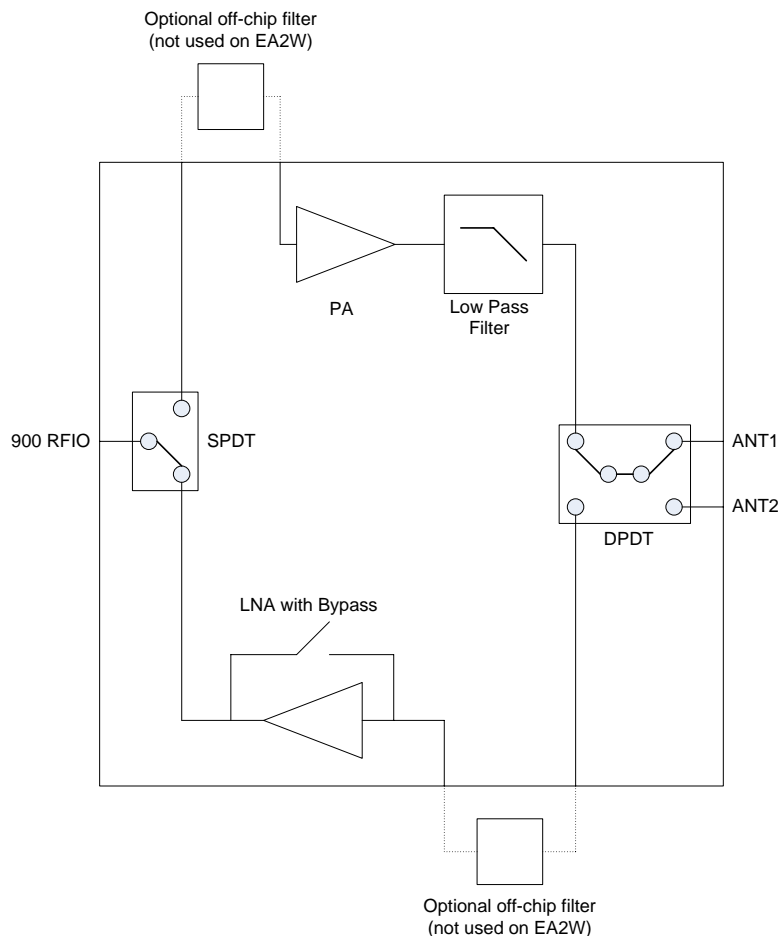 Optional off-chip filter
(not used on EA2W)
PA
Low Pass
Filter
900 RFIO
SPDT
ANT1
ANT2
DPDT
LNA with Bypass
Optional off-chip filter
(not used on EA2W)